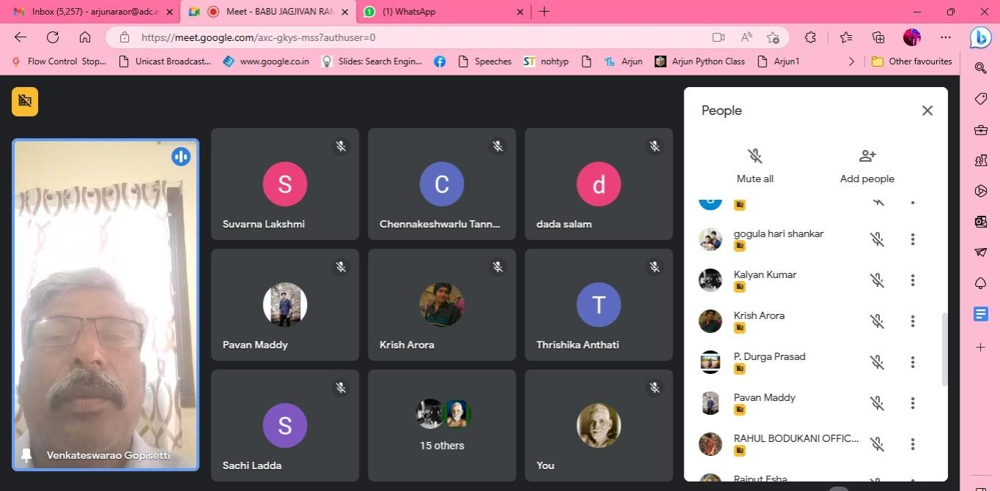 Inbox (5,257) - arjunaraor@adc.e
Meet - BABU JAGJIVAN RAM
(1) WhatsApp
https://meet.google.com/axc-gkys-mss?authuser=0
Flow Control Stop...
Unicast Broadcast...
www.google.co.in
Slides: Search Engin...
Speeches
ST nohtyp
Arjun
Arjun Python Class
Arjun1
Other favourites
People
Mute all
Add people
S
Suvarna Lakshmi
C
Chennakeshwarlu Tann...
d
dada salam
Pavan Maddy
Krish Arora
T
Thrishika Anthati
Venkateswarao Gopisetti
S
Sachi Ladda
15 others
You
gogula hari shankar
Kalyan Kumar
Krish Arora
P. Durga Prasad
Pavan Maddy
RAHUL BODUKANI OFFIC...
Rajput Esha